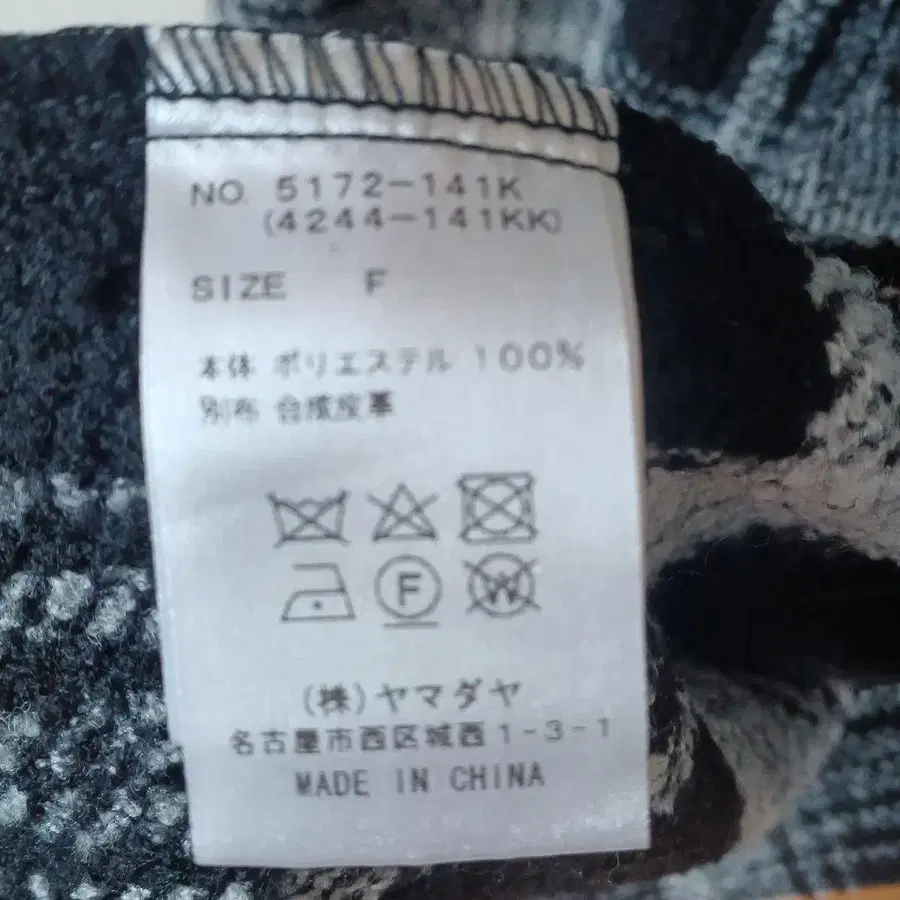 NO. 5172-141K
(4244-141KK)
SIZE F
本体 ポリエステル 100%
別布 合成皮革
F
W
(株)ヤマダヤ
名古屋市西区城西1-3-1
MADE IN CHINA